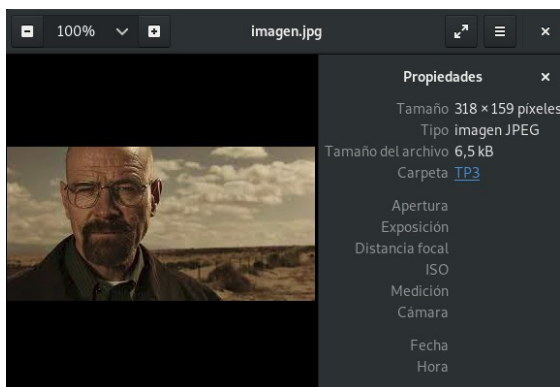 100%
imagen.jpg
Propiedades
Tamaño 318 × 159 píxeles
Tipo imagen JPEG
Tamaño del archivo 6,5 kB
Carpeta TP3
Apertura
Exposición
Distancia focal
ISO
Medición
Cámara
Fecha
Hora